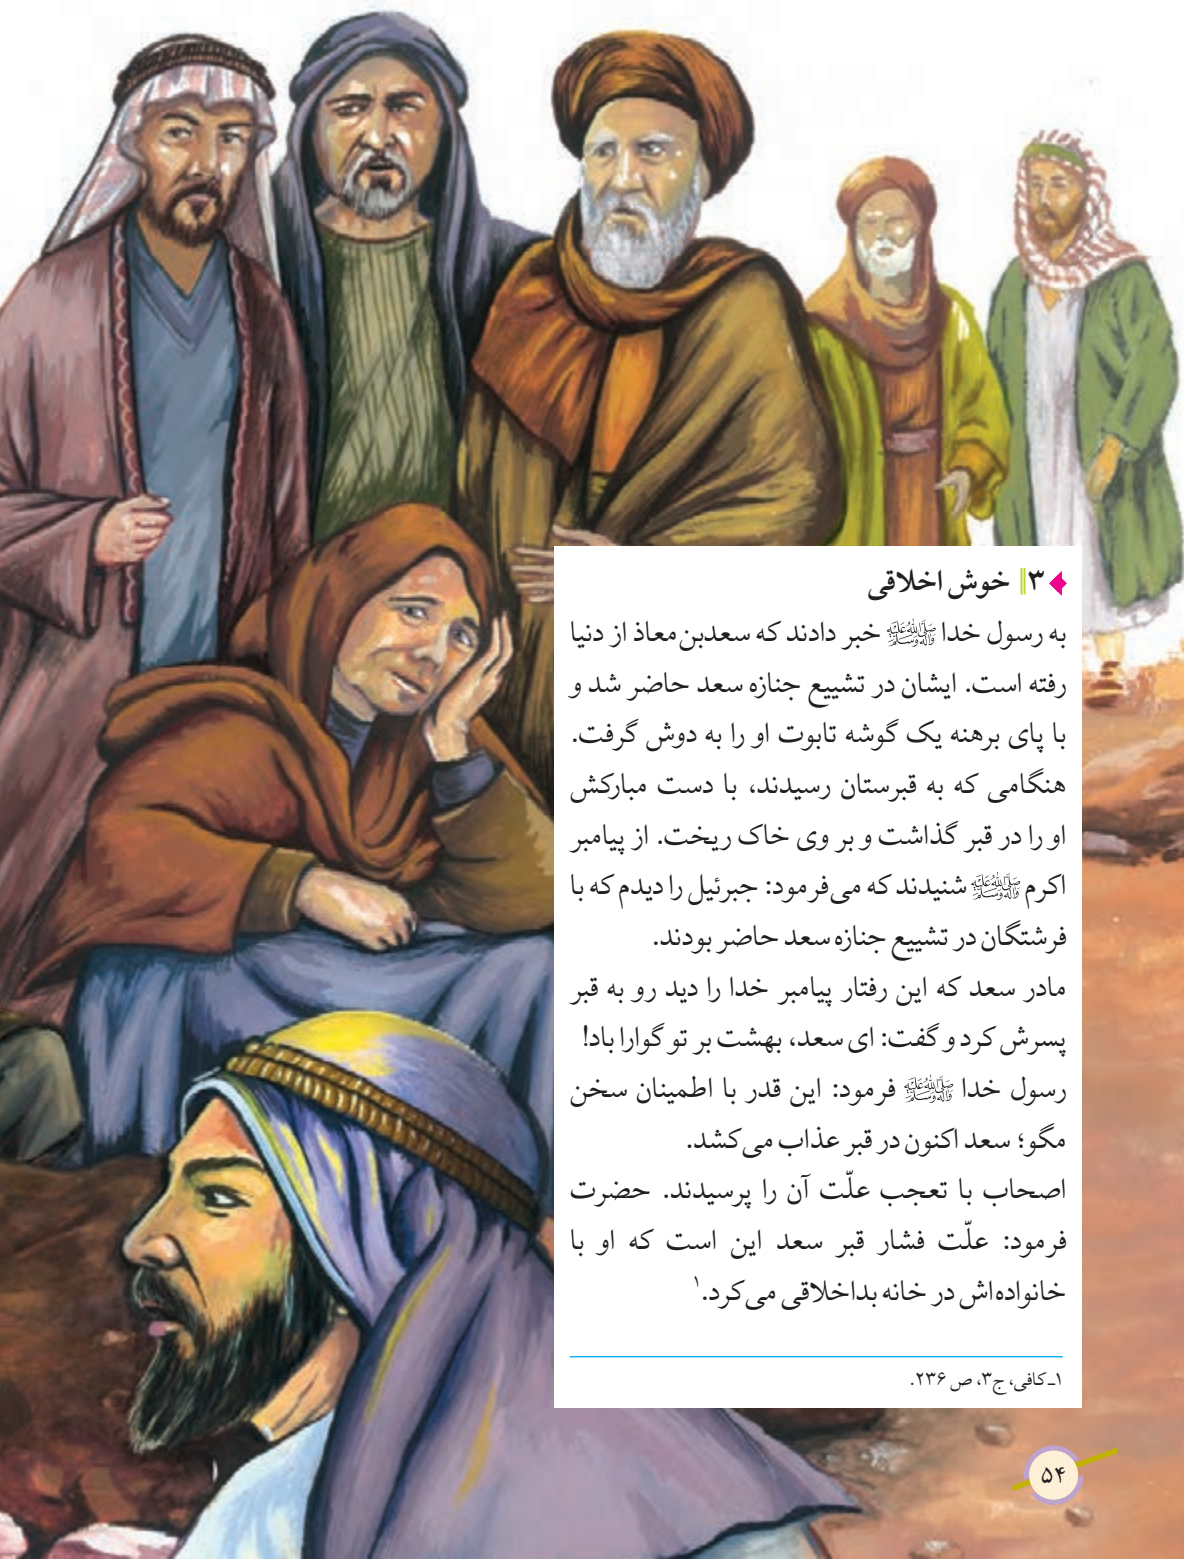 ۳ خوش اخلاقی
به رسول خدا ﷺ خبر دادند که سعدبن‌معاذ از دنیا
رفته است. ایشان در تشییع جنازه سعد حاضر شد و
با پای برهنه یک گوشه تابوت او را به دوش گرفت.
هنگامی که به قبرستان رسیدند، با دست مبارکش
او را در قبر گذاشت و بر وی خاک ریخت. از پیامبر
اکرم ﷺ شنیدند که می‌فرمود: جبرئیل را دیدم که با
فرشتگان در تشییع جنازه سعد حاضر بودند.
مادر سعد که این رفتار پیامبر خدا را دید رو به قبر
پسرش کرد و گفت: ای سعد، بهشت بر تو گوارا باد!
رسول خدا ﷺ فرمود: این قدر با اطمینان سخن
مگو؛ سعد اکنون در قبر عذاب می‌کشد.
اصحاب با تعجب علّت آن را پرسیدند. حضرت
فرمود: علّت فشار قبر سعد این است که او با
خانواده‌اش در خانه بداخلاقی می‌کرد.۱
۱ـ کافی، ج۳، ص ۲۳۶.
۵۴